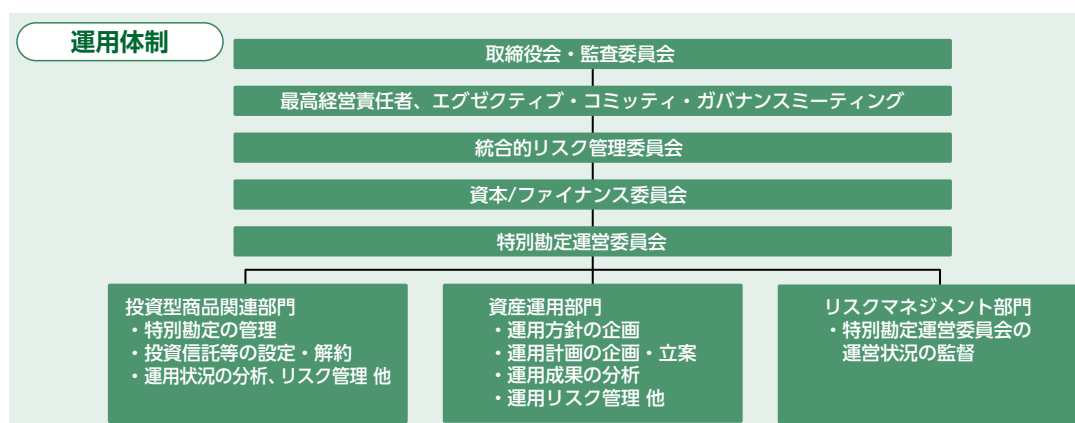 運用体制
取締役会・監査委員会
最高経営責任者、エグゼクティブ・コミッティ・ガバナンスミーティング
統合的リスク管理委員会
資本/ファイナンス委員会
特別勘定運営委員会
投資型商品関連部門
・特別勘定の管理
・投資信託等の設定・解約
・運用状況の分析、リスク管理 他
資産運用部門
・運用方針の企画
・運用計画の企画・立案
・運用成果の分析
・運用リスク管理 他
リスクマネジメント部門
・特別勘定運営委員会の
運営状況の監督